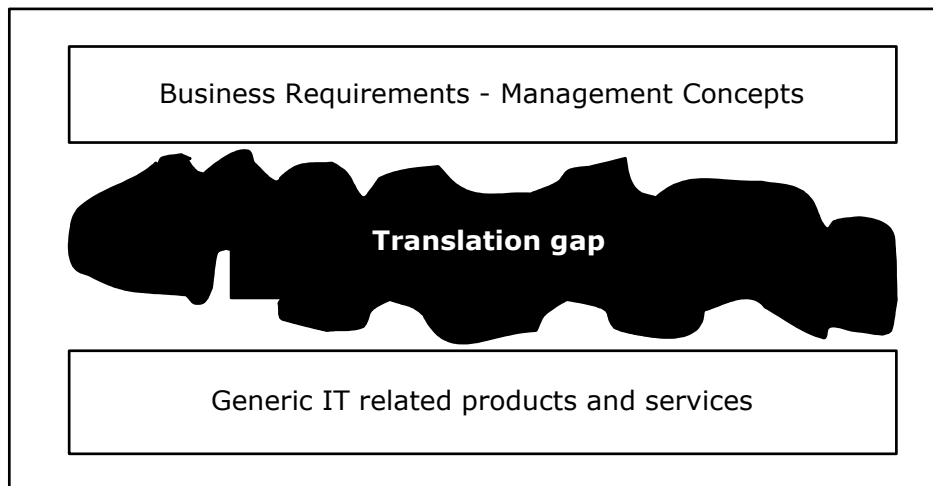 Business Requirements - Management Concepts
Translation gap
Generic IT related products and services